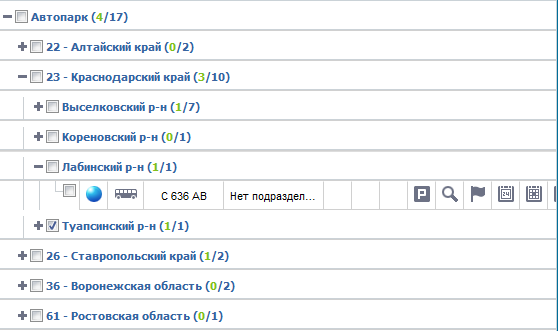 Автопарк (4/17)
22 - Алтайский край (0/2)
23 - Краснодарский край (3/10)
Выселковский р-н (1/7)
Кореновский р-н (0/1)
Лабинский р-н (1/1)
С 636 АВ Нет подраздел... P 24
Туапсинский р-н (1/1)
26 - Ставропольский край (1/2)
36 - Воронежская область (0/2)
61 - Ростовская область (0/1)